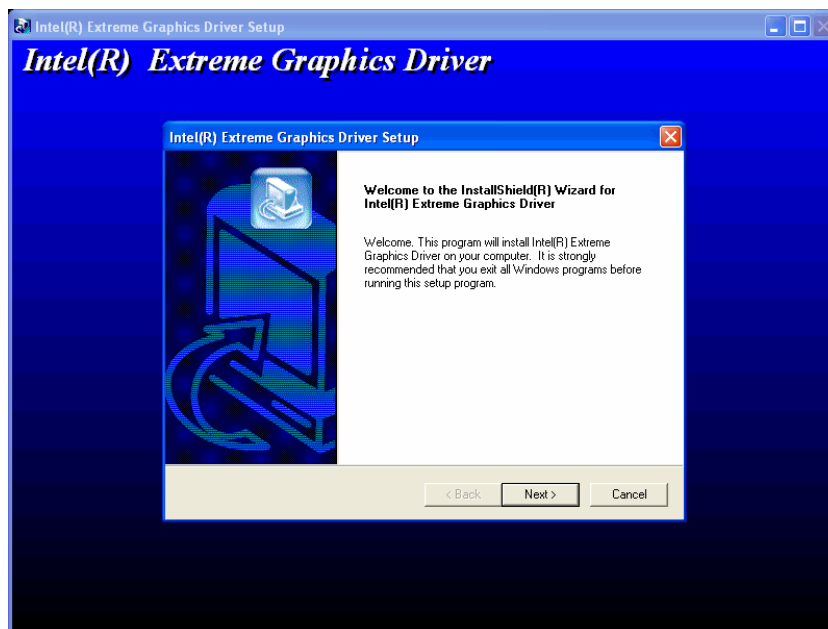 Intel(R) Extreme Graphics Driver Setup
Intel(R) Extreme Graphics Driver
Intel(R) Extreme Graphics Driver Setup
Welcome to the InstallShield(R) Wizard for
Intel(R) Extreme Graphics Driver
Welcome. This program will install Intel(R) Extreme
Graphics Driver on your computer. It is strongly
recommended that you exit all Windows programs before
running this setup program.
< Back Next > Cancel